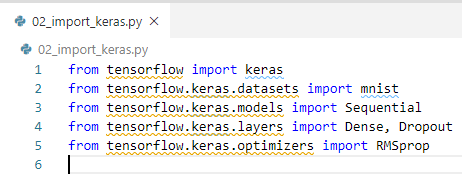 02_import_keras.py ×
02_import_keras.py
1 from tensorflow import keras
2 from tensorflow.keras.datasets import mnist
3 from tensorflow.keras.models import Sequential
4 from tensorflow.keras.layers import Dense, Dropout
5 from tensorflow.keras.optimizers import RMSprop
6